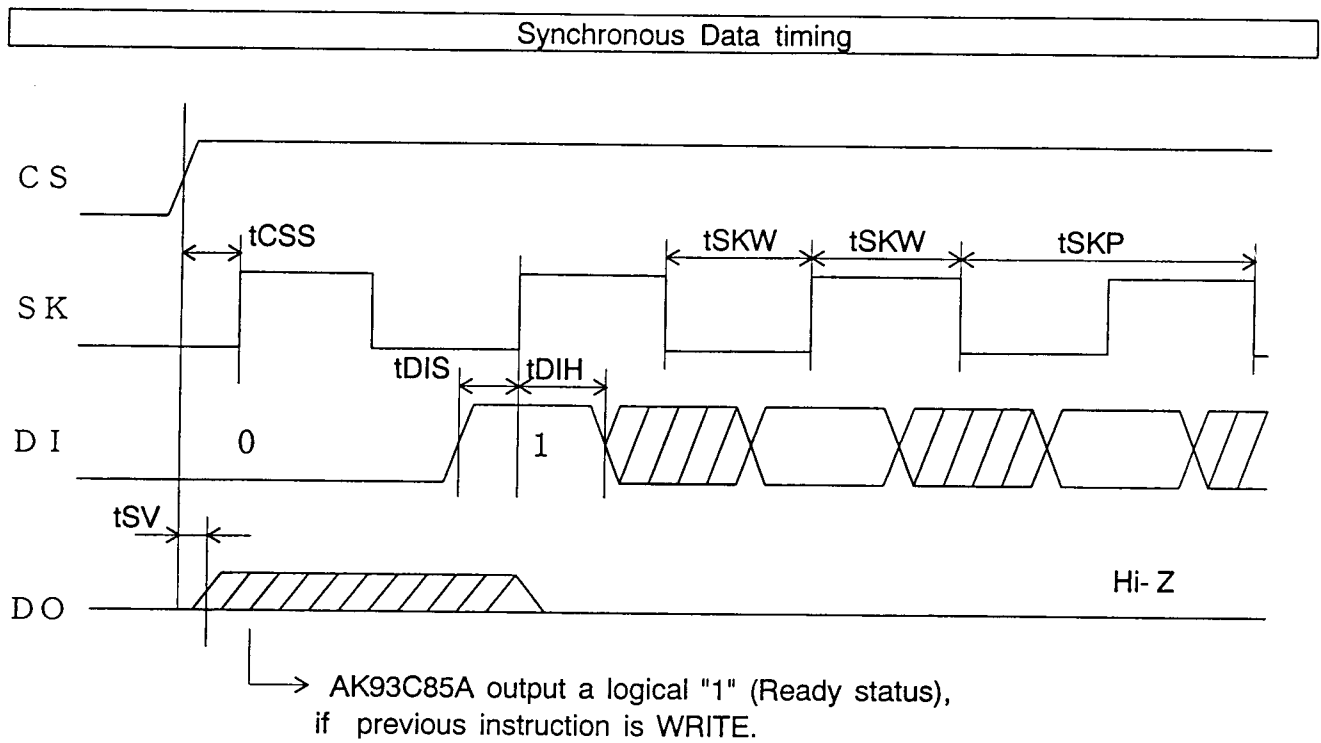 Synchronous Data timing
CS
tCSS
tSKW
tSKW
tSKP
SK
tDIS
tDIH
DI
0
1
tSV
Hi-Z
DO
AK93C85A output a logical "1" (Ready status),
if previous instruction is WRITE.